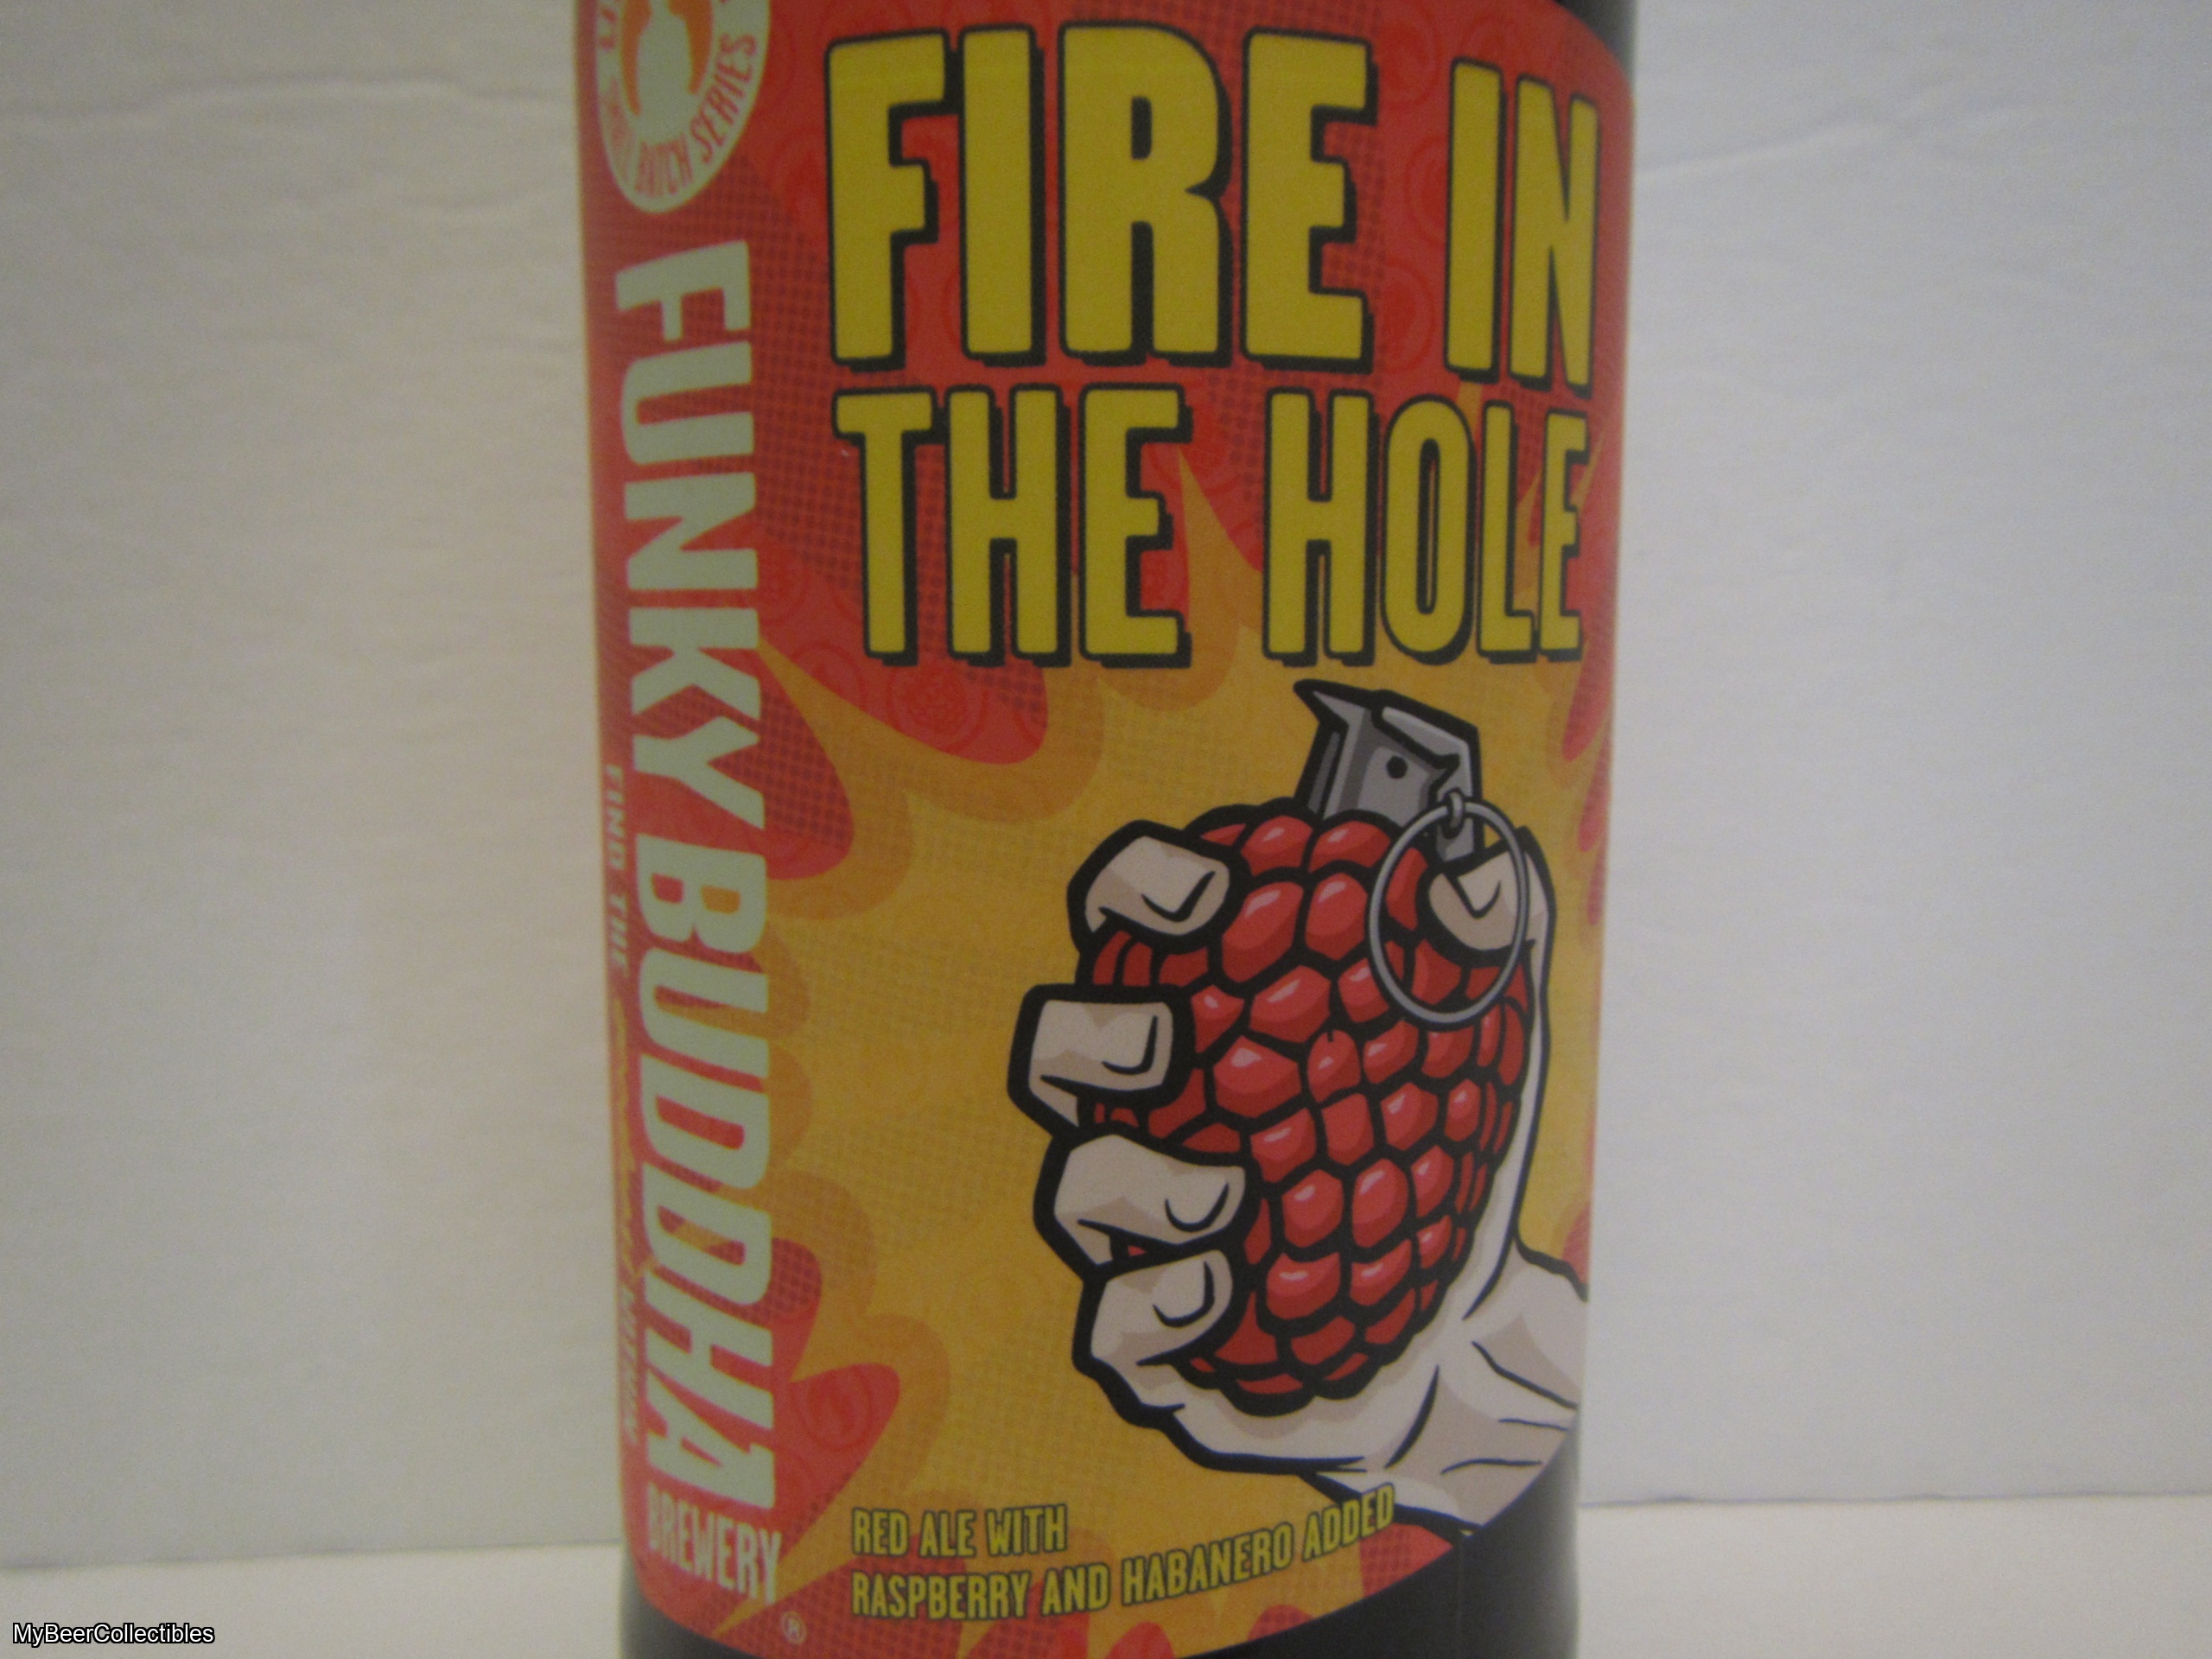 BATCH SERIES
FUNKY BUDDHA
BREWERY
®
FIND THE
FIRE IN
THE HOLE
RED ALE WITH
RASPBERRY AND HABANERO ADDED
MyBeerCollectibles